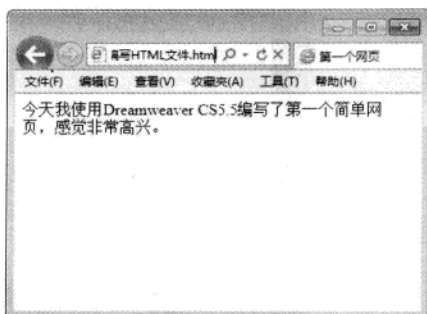 编写HTML文件.html
第一个网页
文件(F) 编辑(E) 查看(V) 收藏夹(A) 工具(T) 帮助(H)
今天我使用Dreamweaver CS5.5编写了第一个简单网
页，感觉非常高兴。